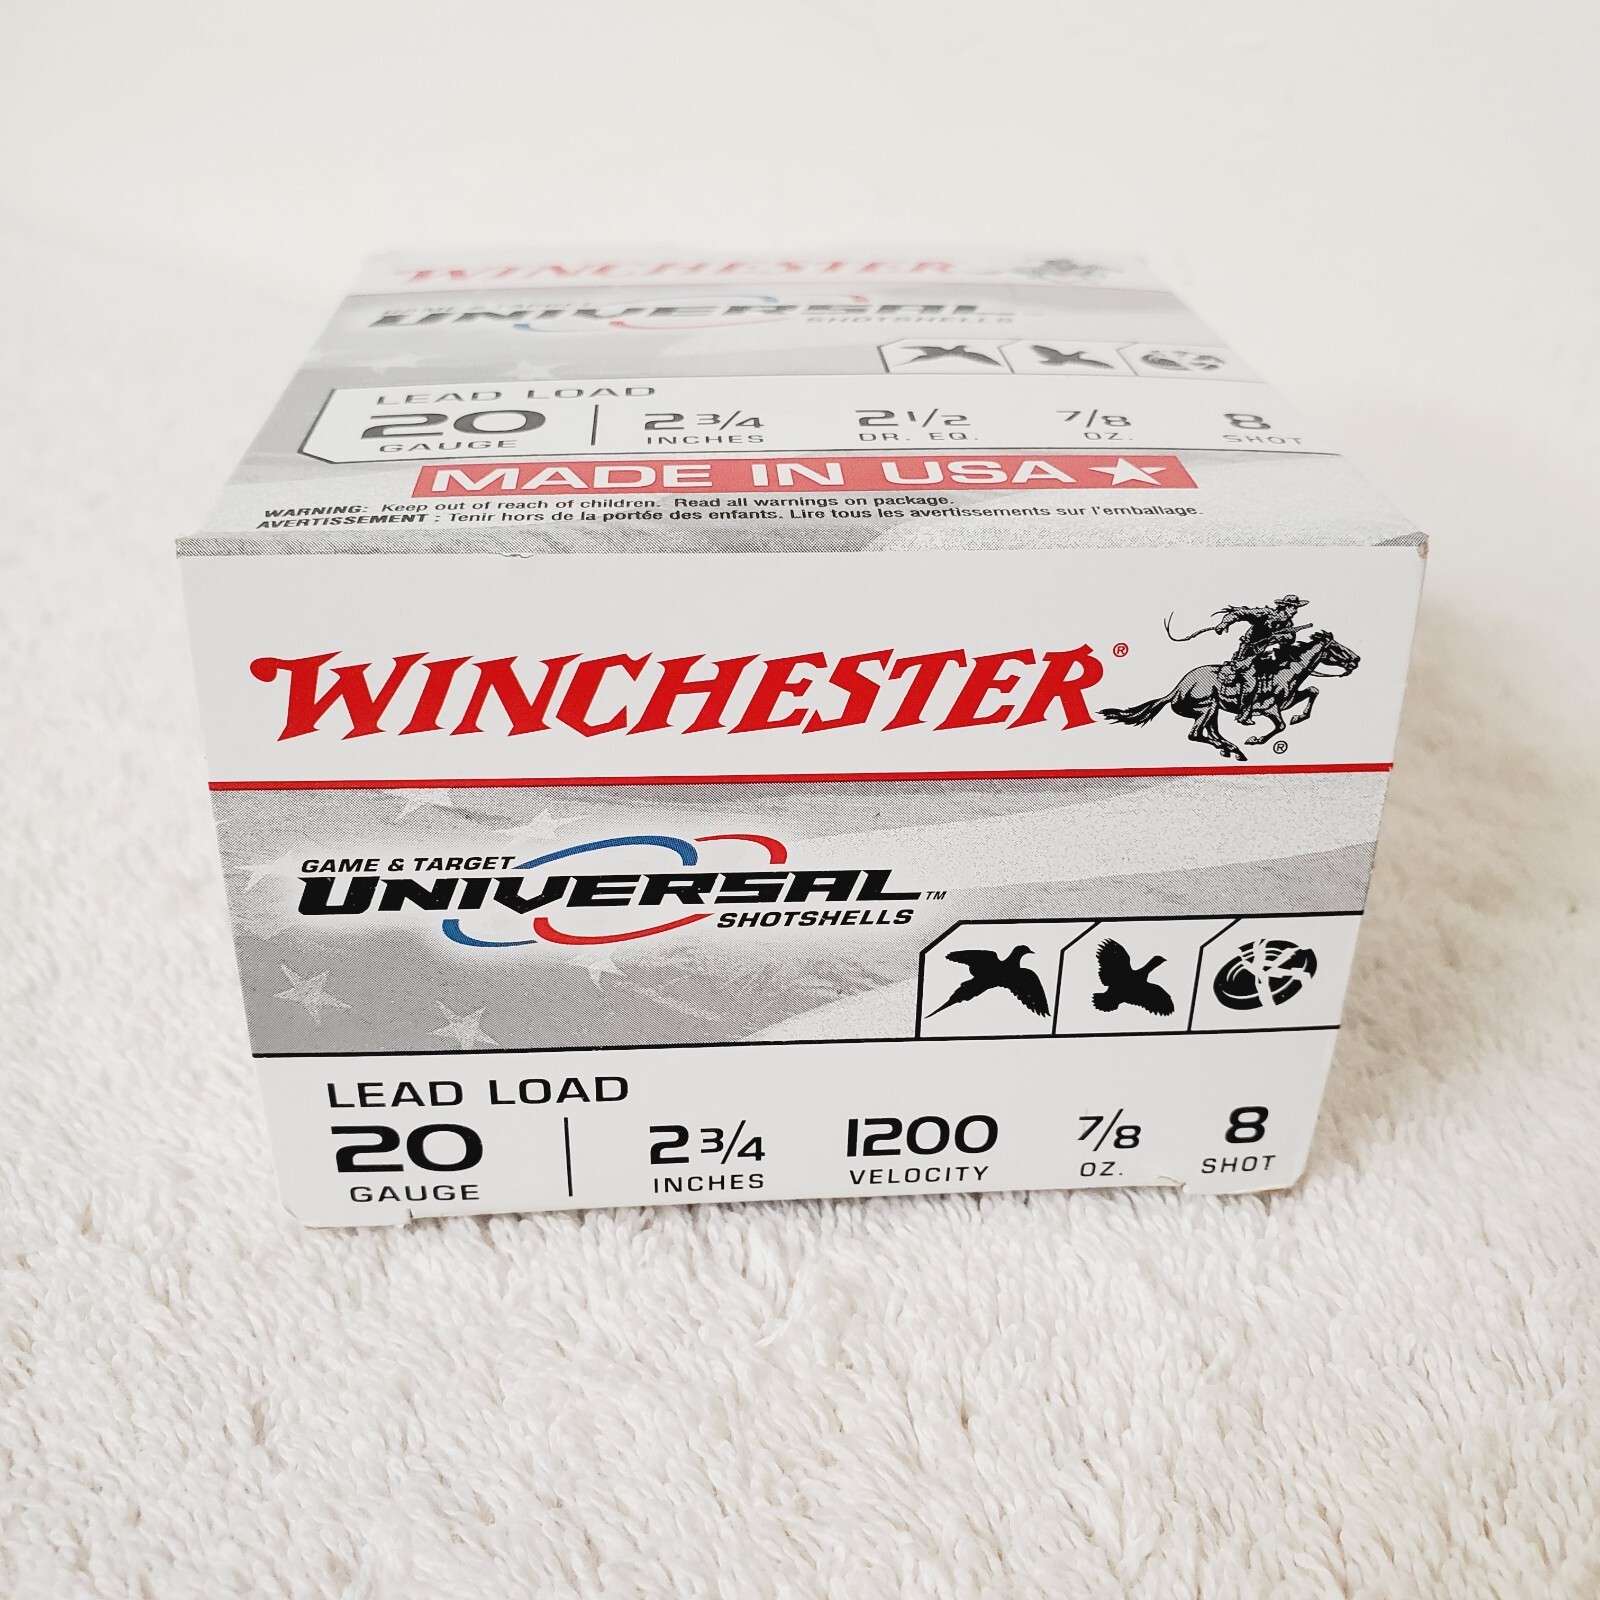 WINCHESTER
GAME & TARGET
UNIVERSAL
SHOTSHELLS
LEAD LOAD
20 2 3/4 2 1/2 7/8 8
GAUGE INCHES DR. EQ. OZ. SHOT
MADE IN USA
WARNING: Keep out of reach of children. Read all warnings on package.
AVERTISSEMENT : Tenir hors de la portée des enfants. Lire tous les avertissements sur l'emballage.
WINCHESTER®
®
GAME & TARGET
UNIVERSAL™
SHOTSHELLS
LEAD LOAD
20 2 3/4 1200 7/8 8
GAUGE INCHES VELOCITY OZ. SHOT